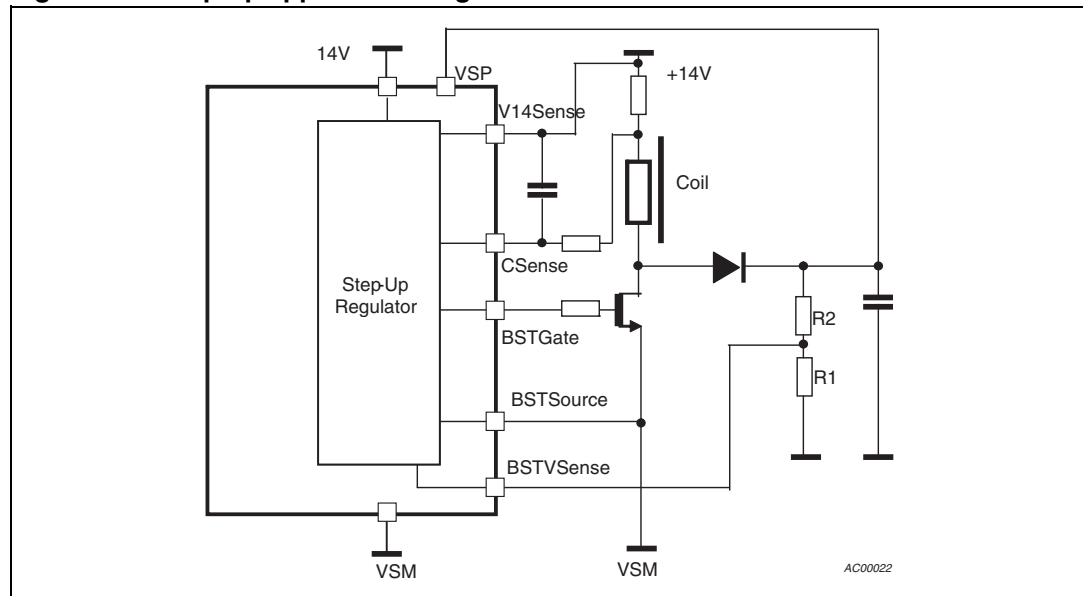 14V
VSP
+14V
V14Sense
Coil
CSense
Step-Up
Regulator
R2
BSTGate
R1
BSTSource
BSTVSense
VSM
VSM
AC00022